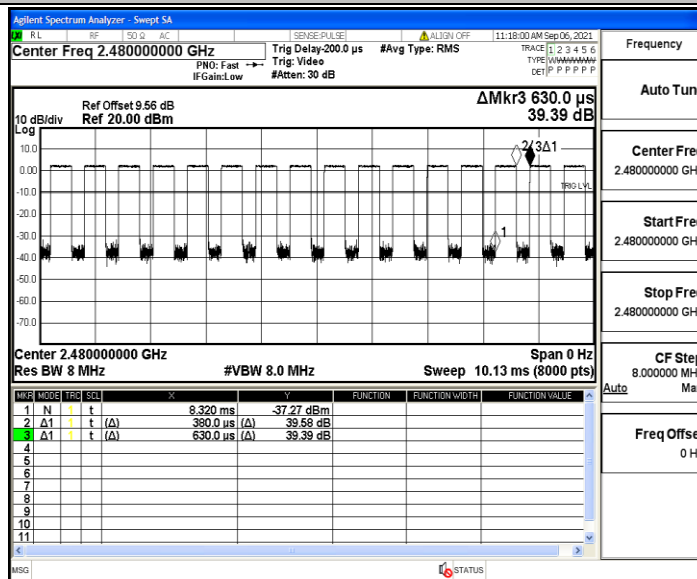 Agilent Spectrum Analyzer - Swept SA
RL RF 50 Ω AC SENSE:PULSE ALIGN OFF 11:18:00 AM Sep 06, 2021
Center Freq 2.480000000 GHz
PNO: Fast
IFGain:Low
Trig Delay-200.0 µs
Trig: Video
#Atten: 30 dB
#Avg Type: RMS
TRACE 1 2 3 4 5 6
TYPE
DET P P P P P P
Ref Offset 9.56 dB
10 dB/div Ref 20.00 dBm
Log
ΔMkr3 630.0 µs
39.39 dB
10.0
0.00
-10.0
-20.0
-30.0
-40.0
-50.0
-60.0
-70.0
2/3Δ1
TRIG LVL
1
Center 2.480000000 GHz Span 0 Hz
Res BW 8 MHz #VBW 8.0 MHz Sweep 10.13 ms (8000 pts)
MKR MODE TRC SCL X Y FUNCTION FUNCTION WIDTH FUNCTION VALUE
1 N 1 t 8.320 ms -37.27 dBm
2 Δ1 1 t (Δ) 380.0 µs (Δ) 39.58 dB
3 Δ1 1 t (Δ) 630.0 µs (Δ) 39.39 dB
4
5
6
7
8
9
10
11
MSG STATUS
Frequency
Auto Tun
Center Fre
2.480000000 GH
Start Fre
2.480000000 GH
Stop Fre
2.480000000 GH
CF Ste
8.000000 MH
Auto Ma
Freq Offse
0 H